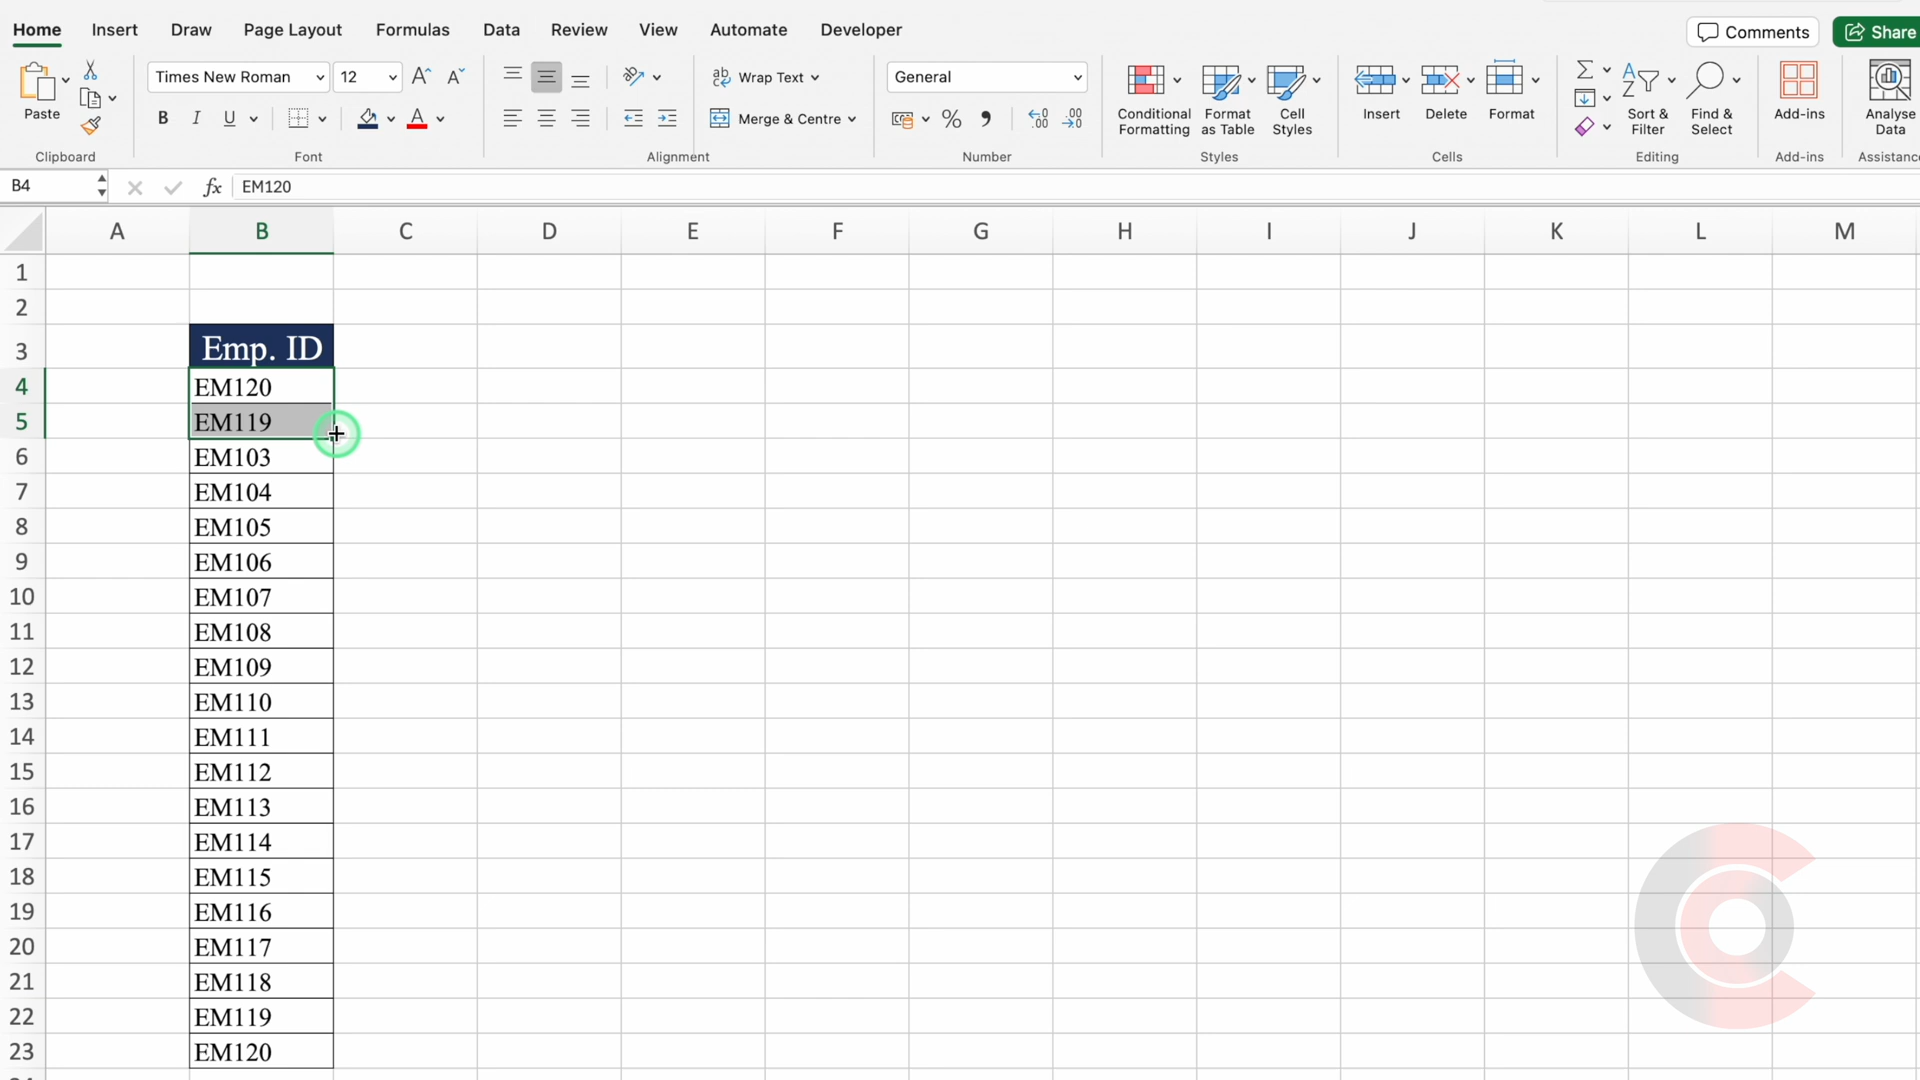 Home Insert Draw Page Layout Formulas Data Review View Automate Developer Comments Share
Times New Roman 12 ab Wrap Text General
Paste Conditional Formatting Format as Table Cell Styles Insert Delete Format Sort & Filter Find & Select Add-ins Analyse Data
B I U A Merge & Centre % .00
Clipboard Font Alignment Number Styles Cells Editing Add-ins Assistance
B4 fx EM120
A B C D E F G H I J K L M
1
2
3 Emp. ID
4 EM120
5 EM119
6 EM103
7 EM104
8 EM105
9 EM106
10 EM107
11 EM108
12 EM109
13 EM110
14 EM111
15 EM112
16 EM113
17 EM114
18 EM115
19 EM116
20 EM117
21 EM118
22 EM119
23 EM120